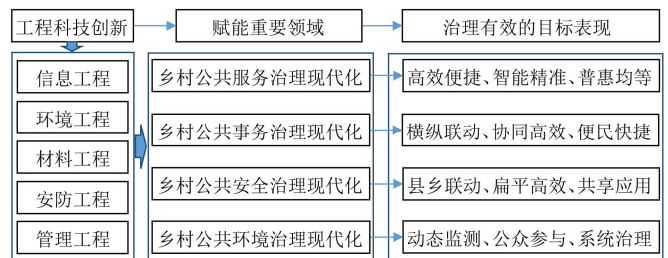 工程科技创新
赋能重要领域
治理有效的目标表现
信息工程
环境工程
材料工程
安防工程
管理工程
乡村公共服务治理现代化
高效便捷、智能精准、普惠均等
乡村公共事务治理现代化
横纵联动、协同高效、便民快捷
乡村公共安全治理现代化
县乡联动、扁平高效、共享应用
乡村公共环境治理现代化
动态监测、公众参与、系统治理